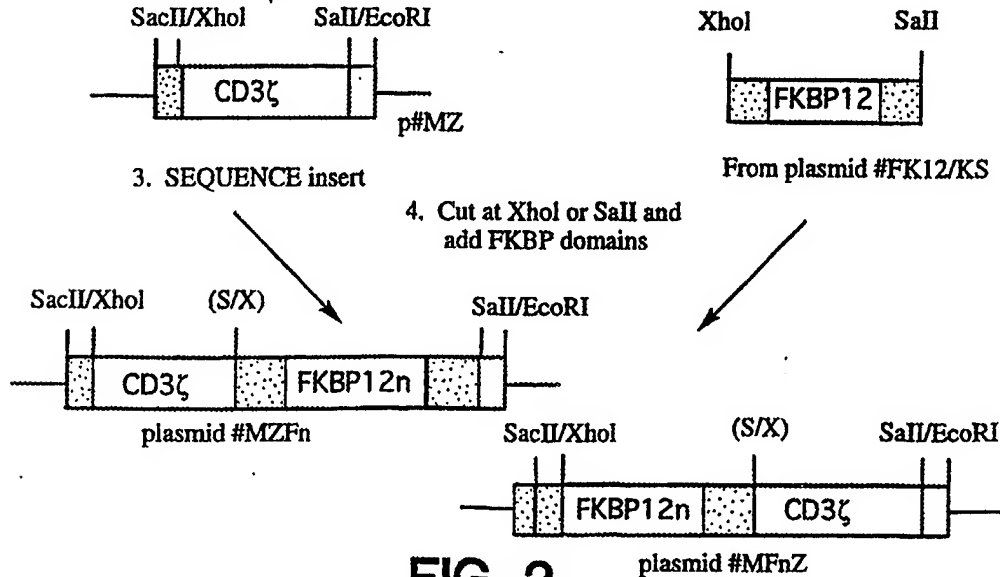 SacII/XhoI SalI/EcoRI
CD3ζ
p#MZ
XhoI SalI
FKBP12
From plasmid #FK12/KS
3. SEQUENCE insert
4. Cut at XhoI or SalI and
add FKBP domains
SacII/XhoI (S/X) SalI/EcoRI
CD3ζ FKBP12n
plasmid #MZFn
SacII/XhoI (S/X) SalI/EcoRI
FKBP12n CD3ζ
plasmid #MFnZ